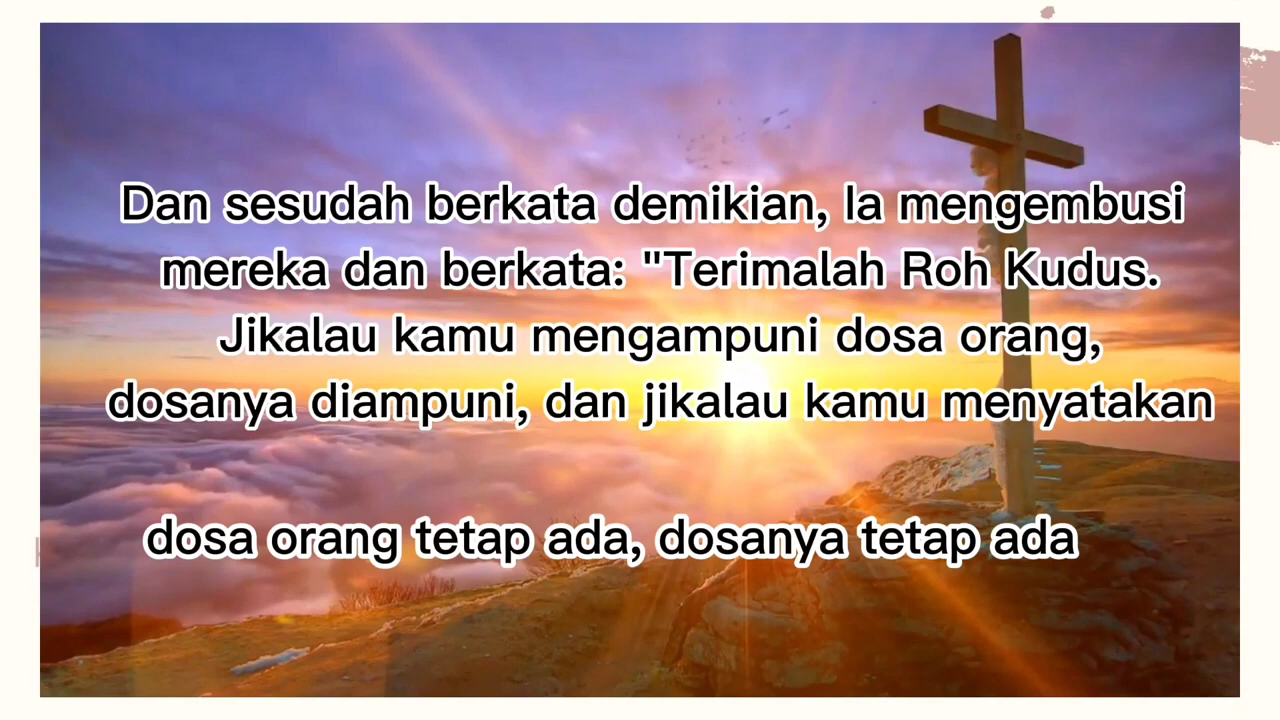 Dan sesudah berkata demikian, Ia mengembusi
mereka dan berkata: "Terimalah Roh Kudus.
Jikalau kamu mengampuni dosa orang,
dosanya diampuni, dan jikalau kamu menyatakan
dosa orang tetap ada, dosanya tetap ada